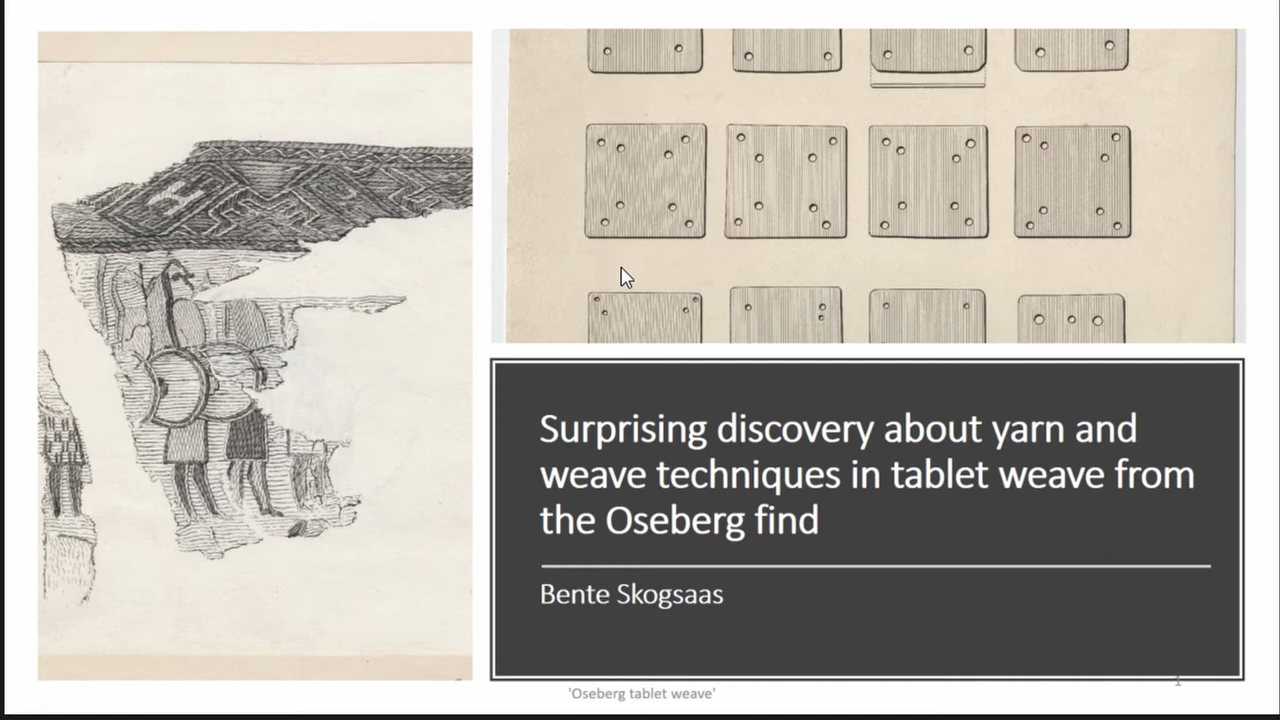 Surprising discovery about yarn and
weave techniques in tablet weave from
the Oseberg find
Bente Skogsaas
'Oseberg tablet weave'
1